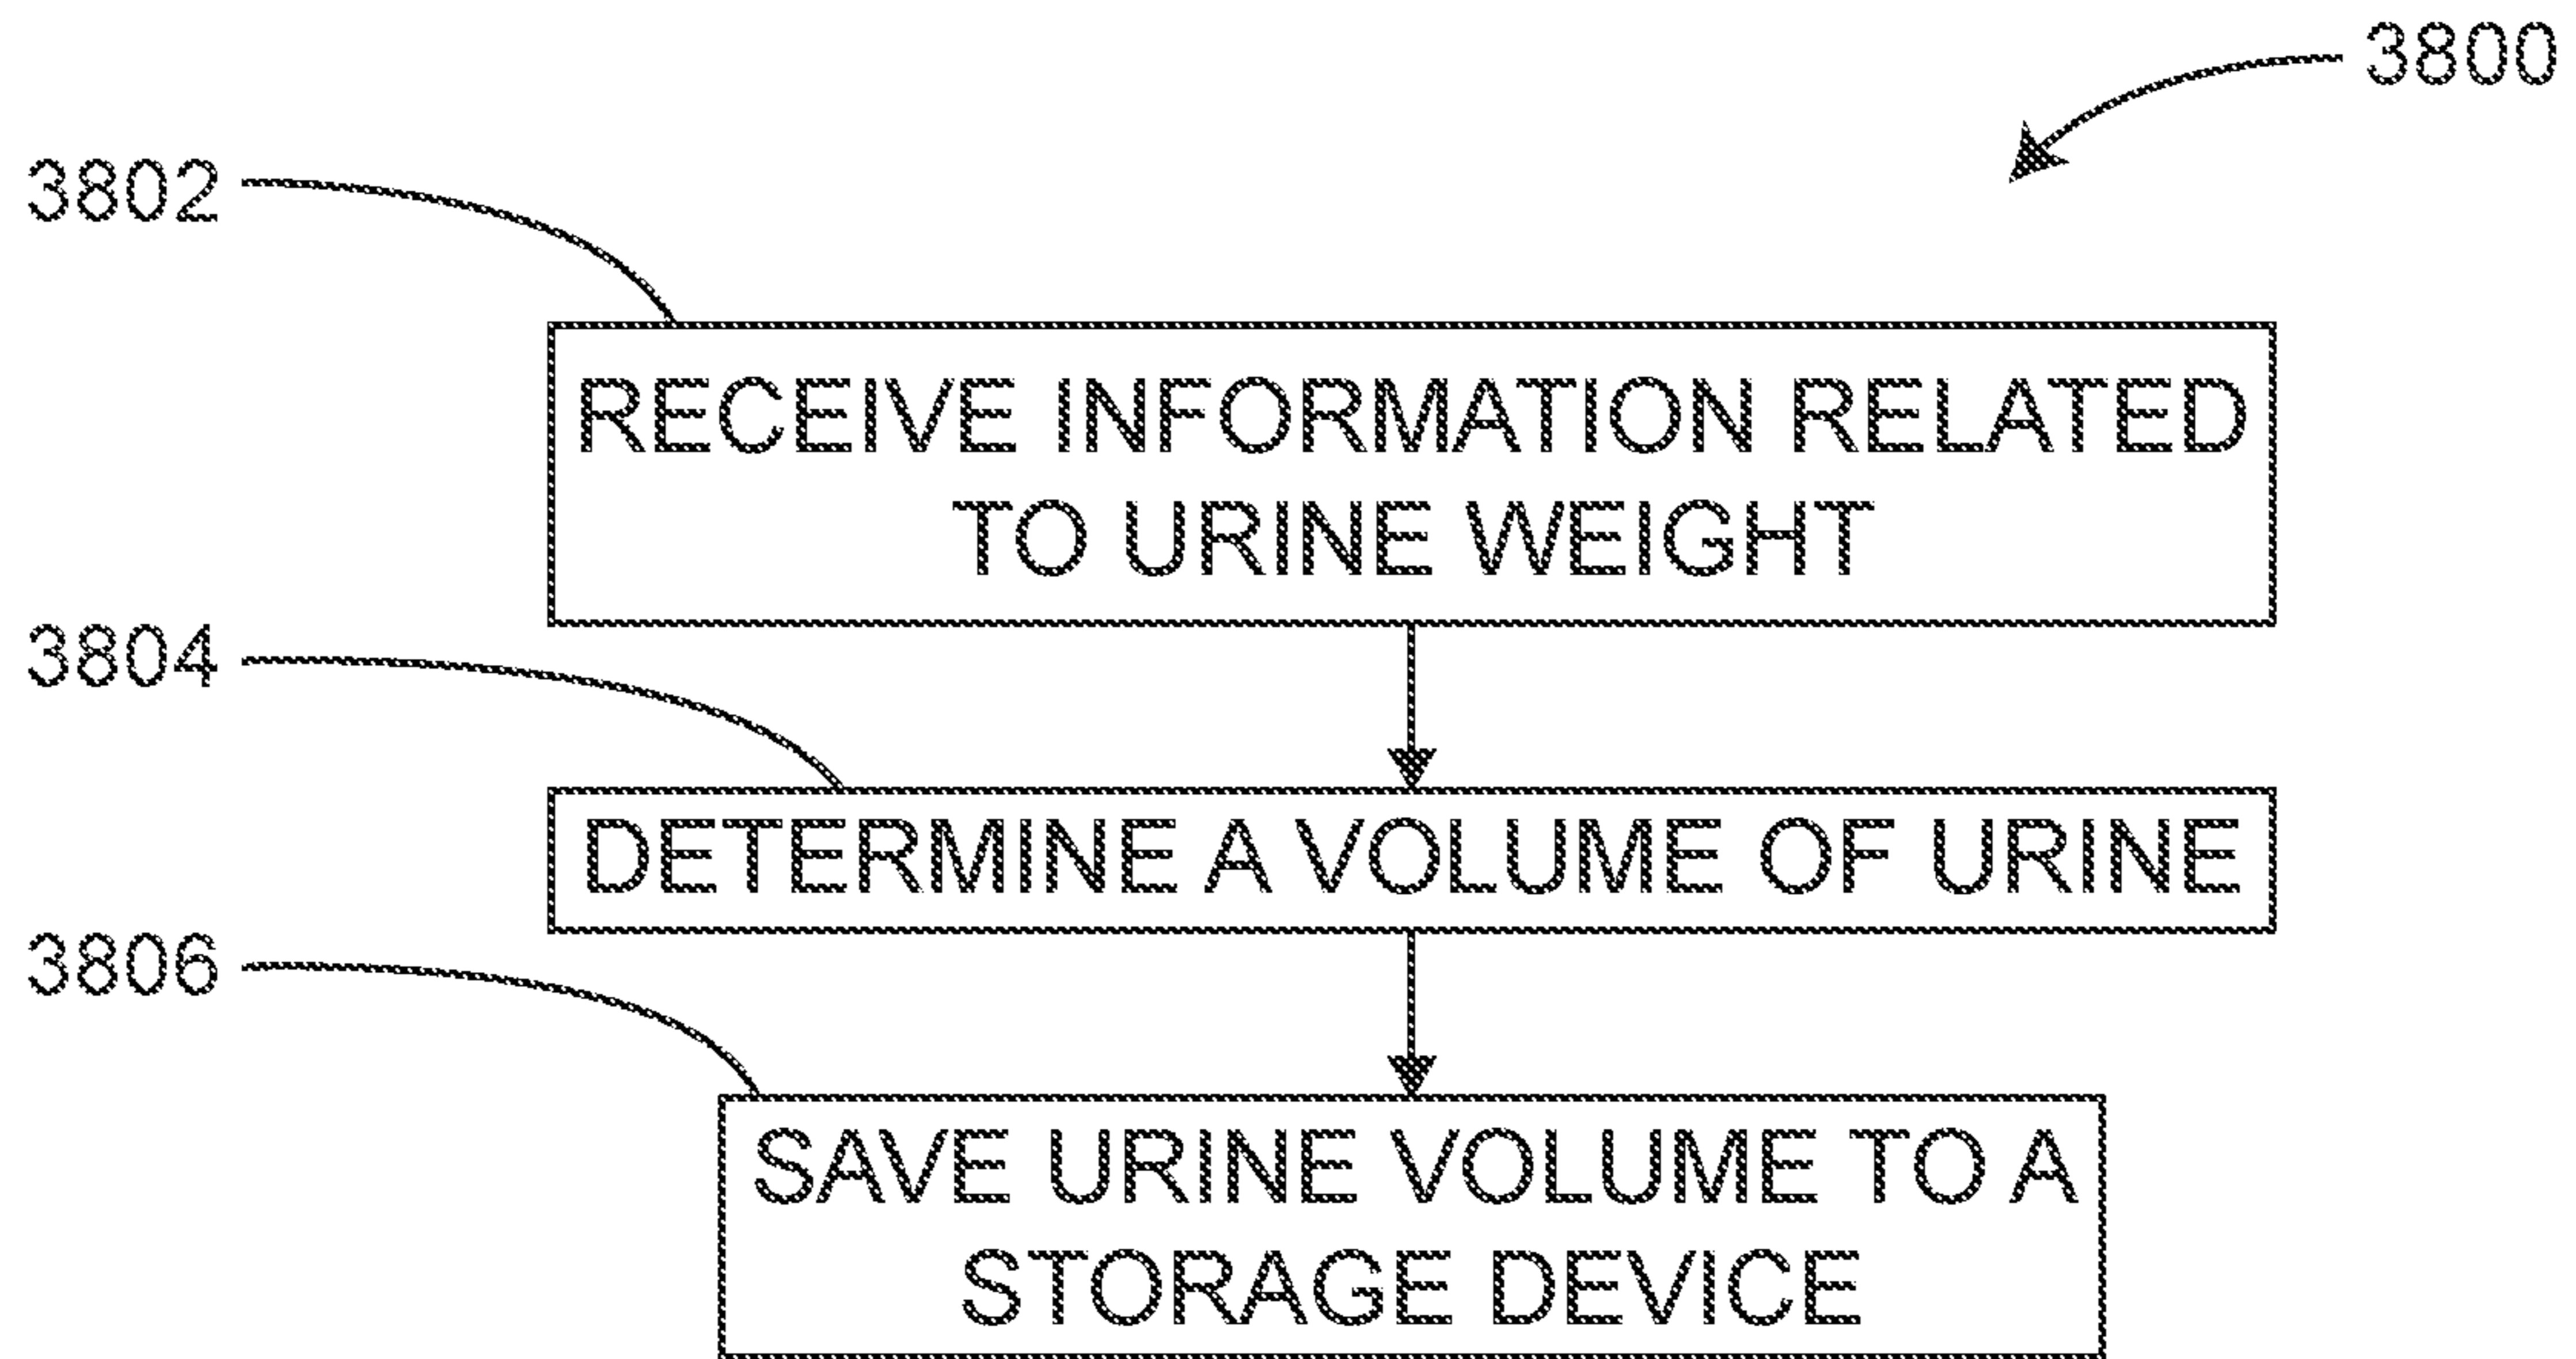 3800
3802
RECEIVE INFORMATION RELATED
TO URINE WEIGHT
3804
DETERMINE A VOLUME OF URINE
3806
SAVE URINE VOLUME TO A
STORAGE DEVICE